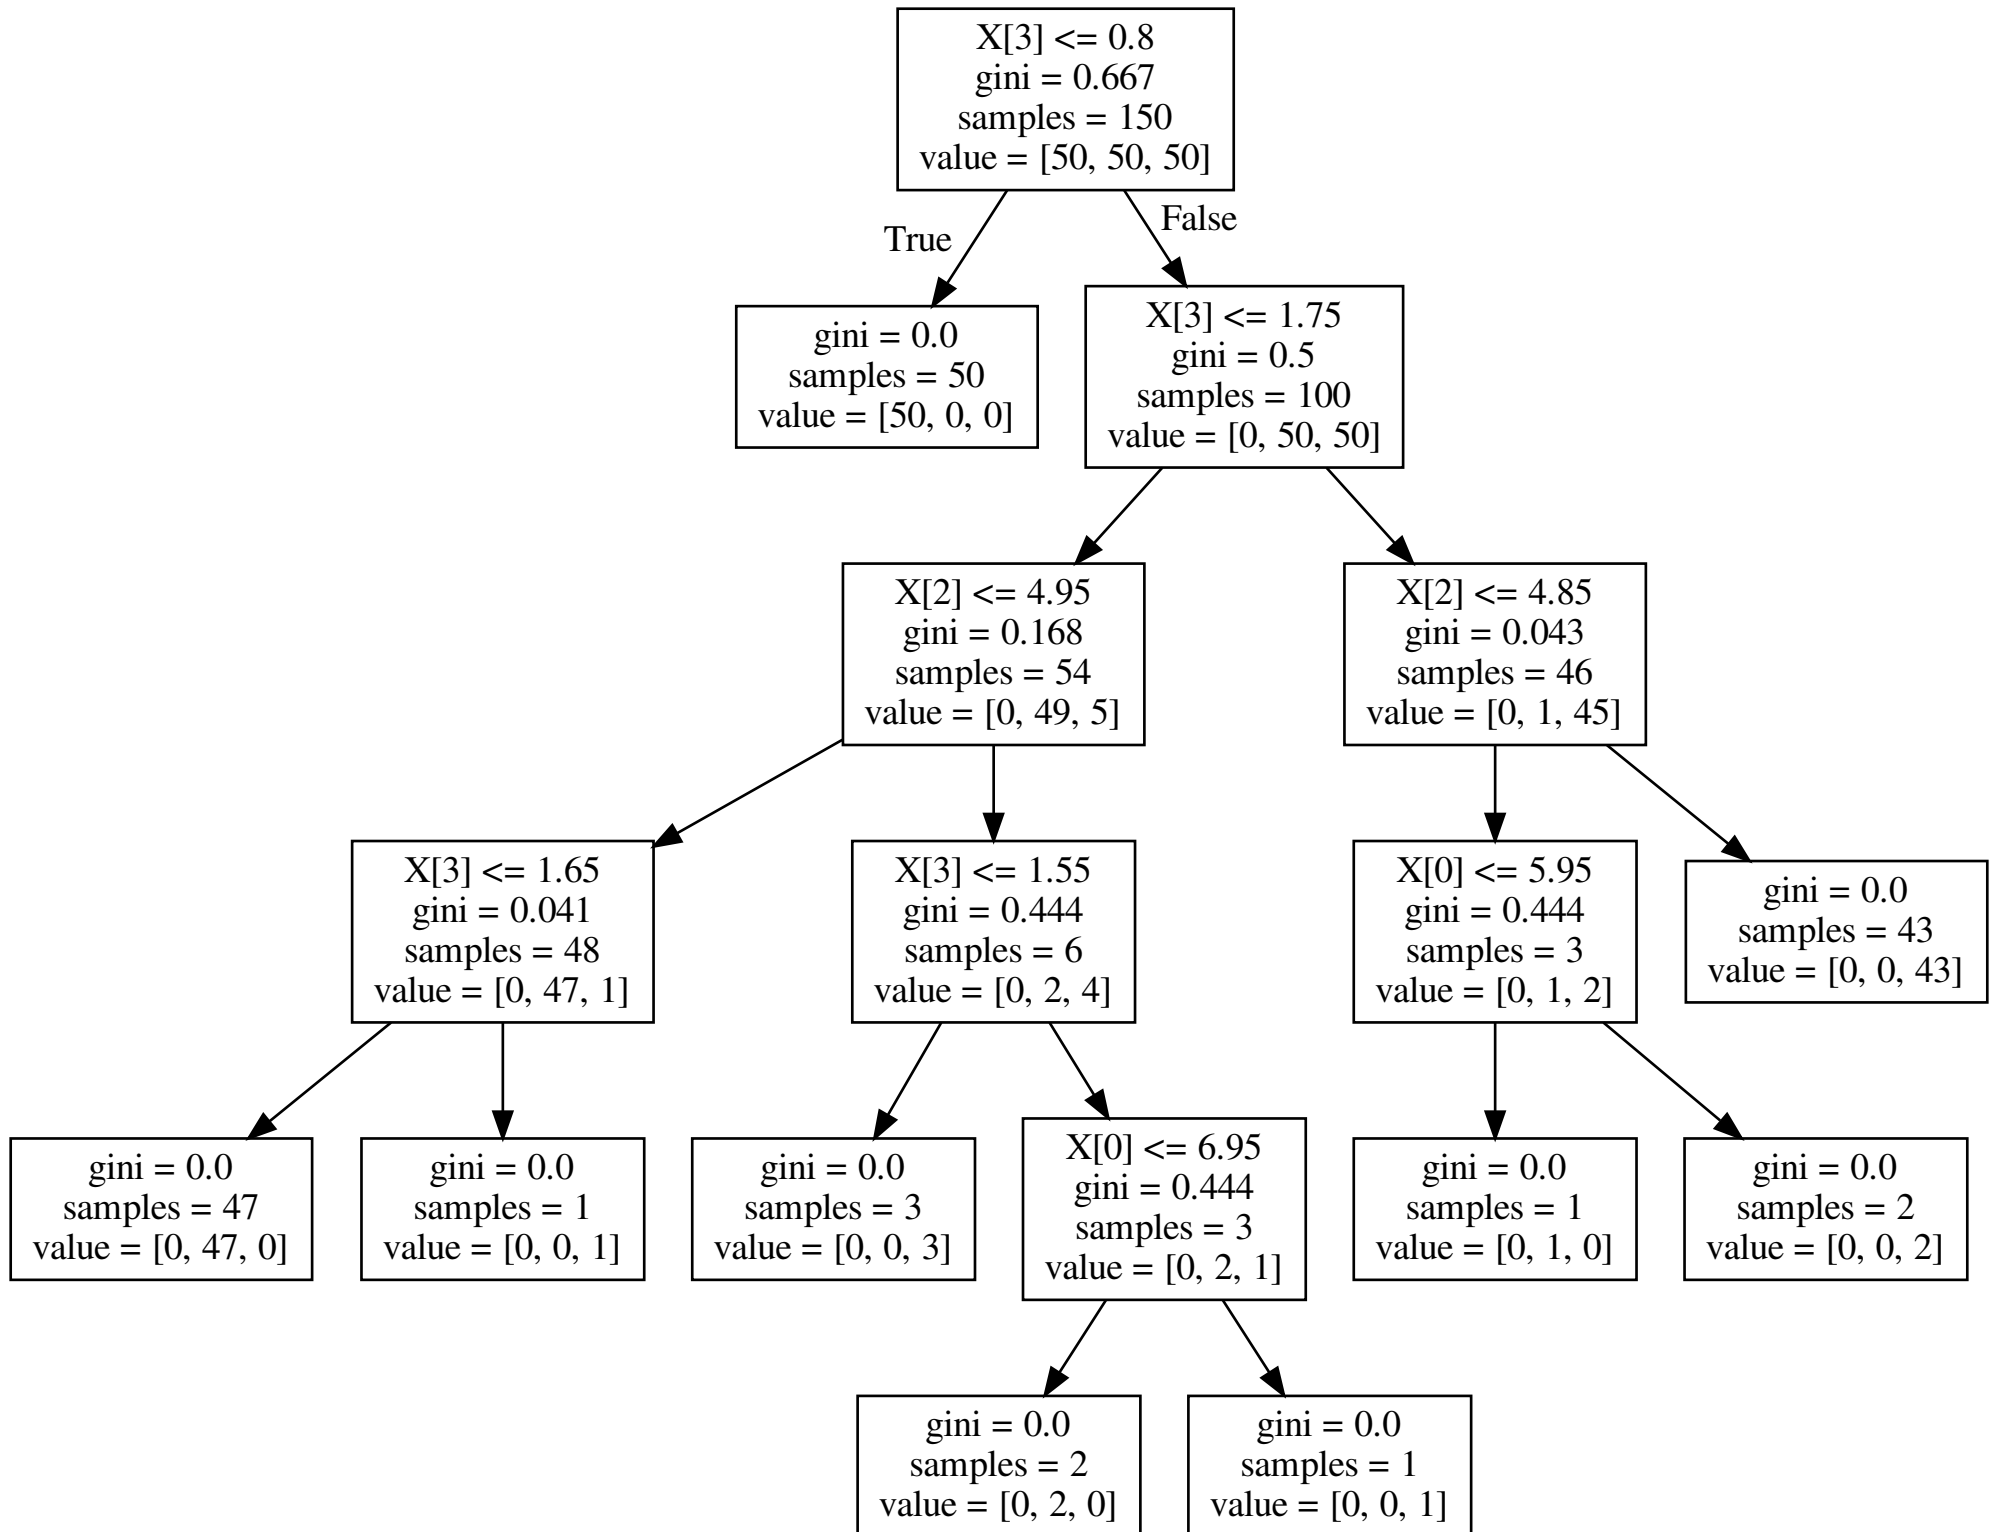 X[3] <= 0.8
gini = 0.667
samples = 150
value = [50, 50, 50]
True
False
gini = 0.0
samples = 50
value = [50, 0, 0]
X[3] <= 1.75
gini = 0.5
samples = 100
value = [0, 50, 50]
X[2] <= 4.95
gini = 0.168
samples = 54
value = [0, 49, 5]
X[2] <= 4.85
gini = 0.043
samples = 46
value = [0, 1, 45]
X[3] <= 1.65
gini = 0.041
samples = 48
value = [0, 47, 1]
X[3] <= 1.55
gini = 0.444
samples = 6
value = [0, 2, 4]
X[0] <= 5.95
gini = 0.444
samples = 3
value = [0, 1, 2]
gini = 0.0
samples = 43
value = [0, 0, 43]
gini = 0.0
samples = 47
value = [0, 47, 0]
gini = 0.0
samples = 1
value = [0, 0, 1]
gini = 0.0
samples = 3
value = [0, 0, 3]
X[0] <= 6.95
gini = 0.444
samples = 3
value = [0, 2, 1]
gini = 0.0
samples = 1
value = [0, 1, 0]
gini = 0.0
samples = 2
value = [0, 0, 2]
gini = 0.0
samples = 2
value = [0, 2, 0]
gini = 0.0
samples = 1
value = [0, 0, 1]